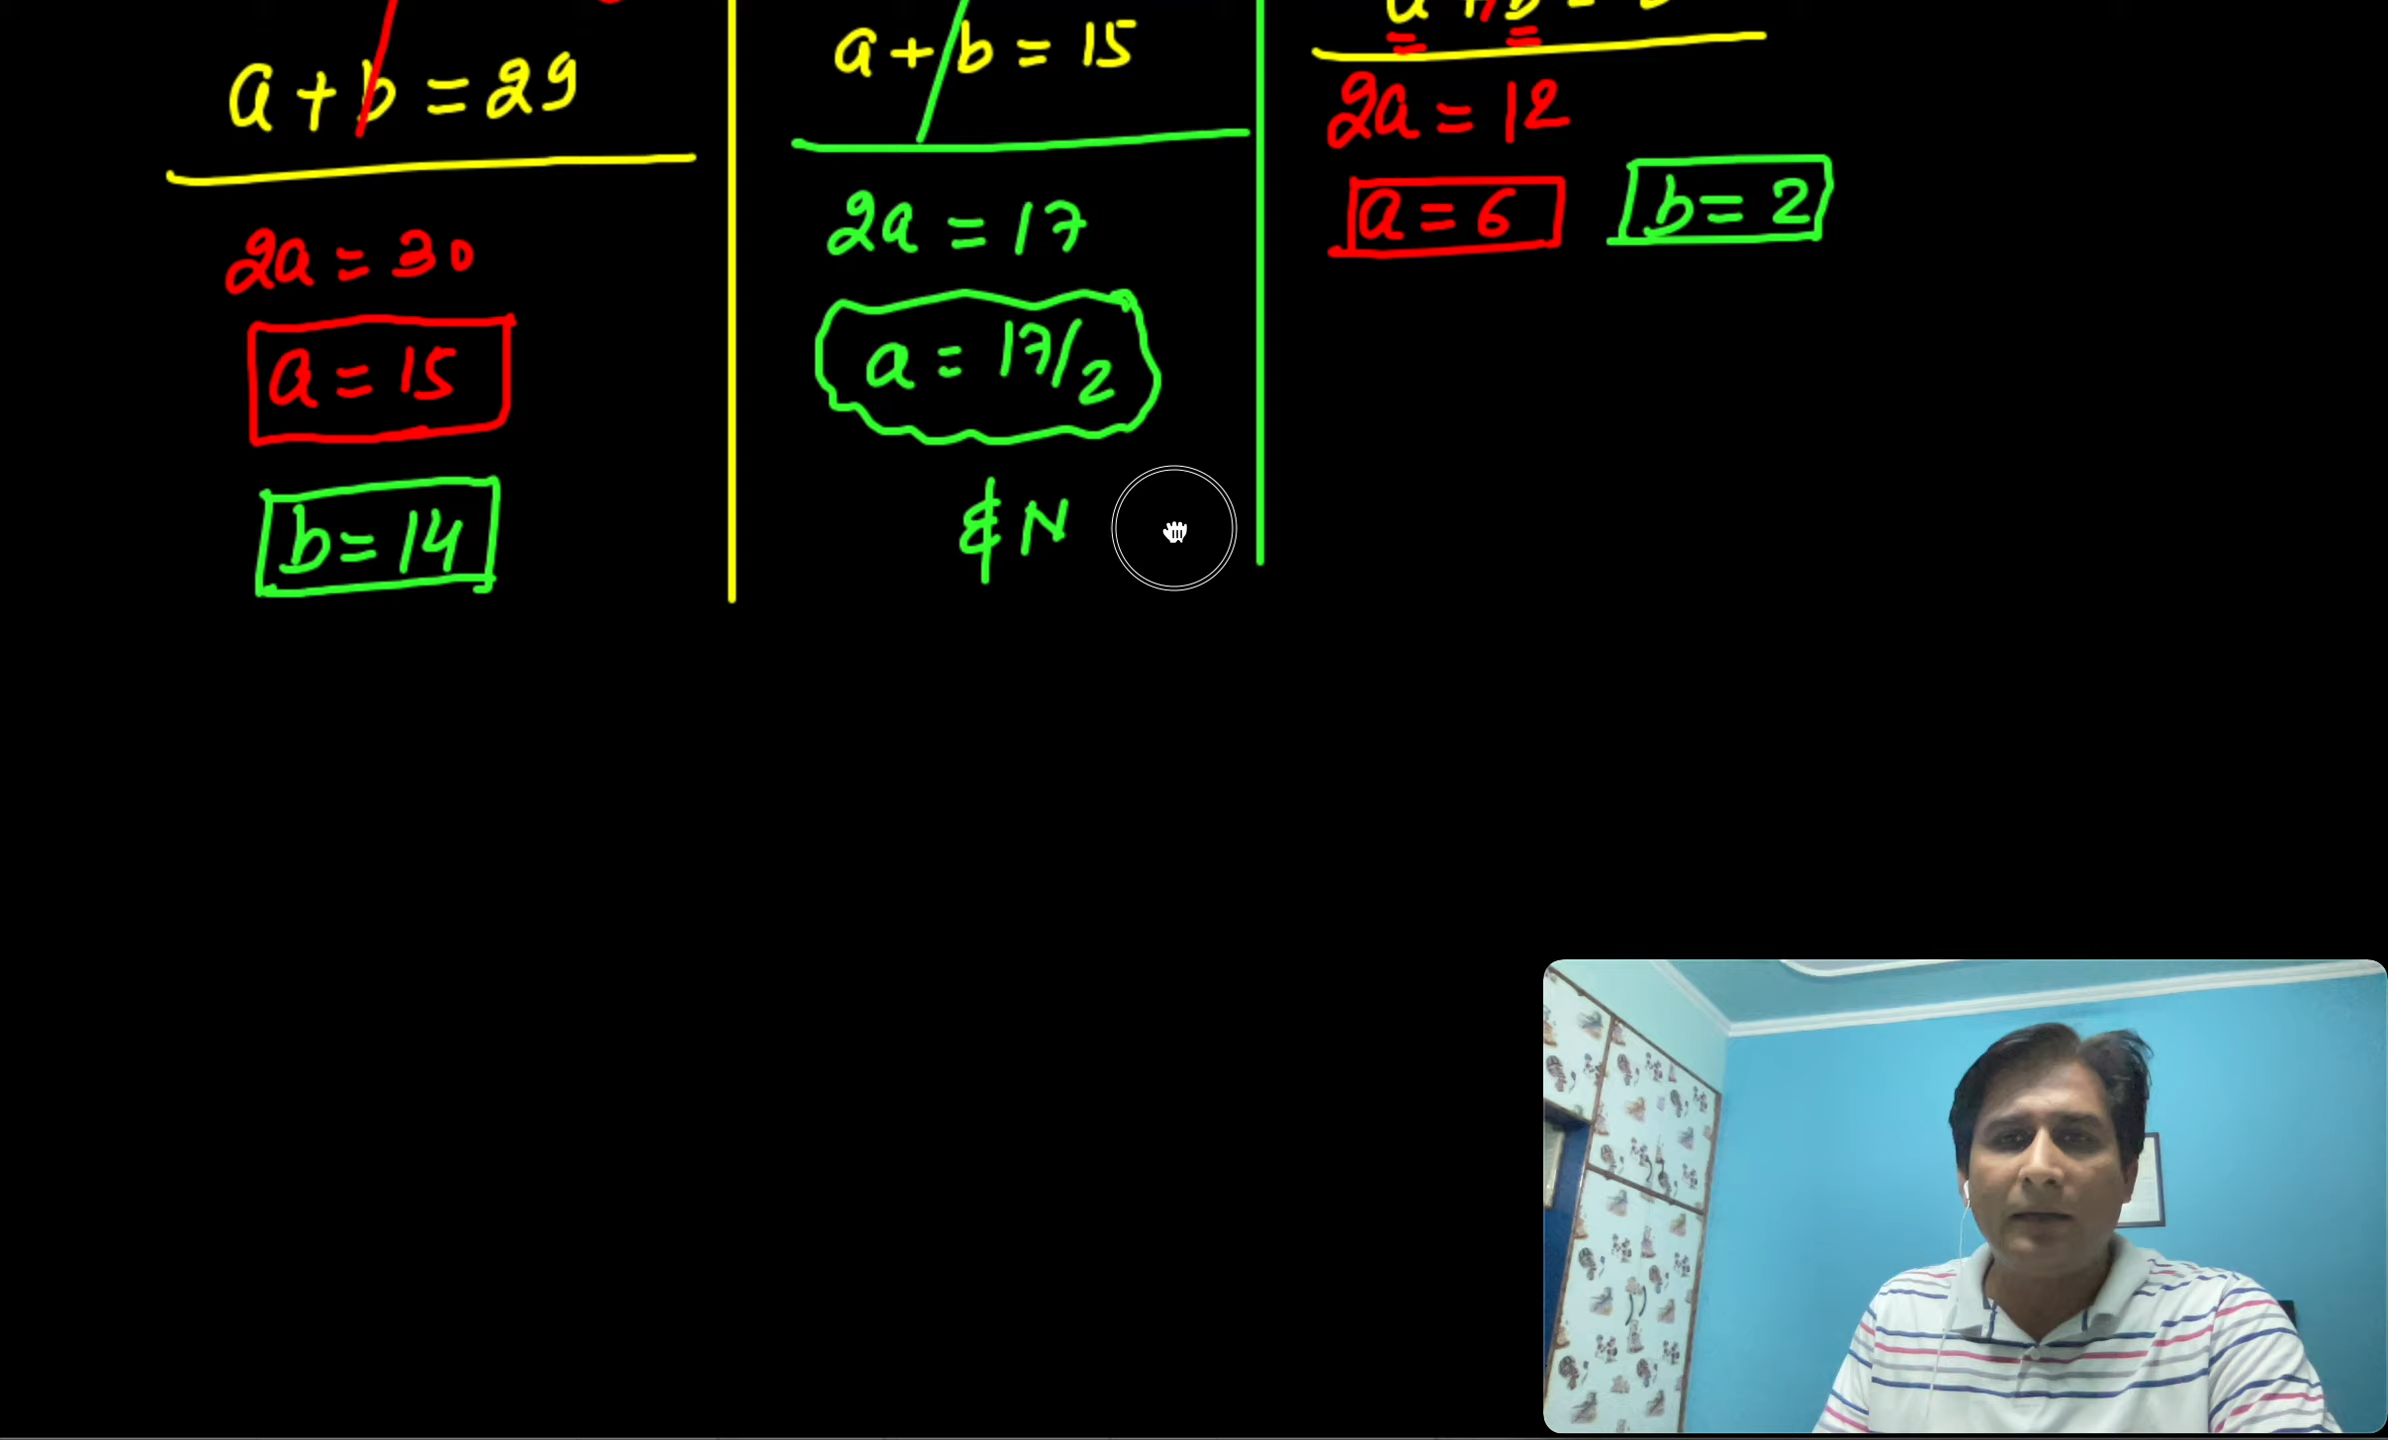 a + b = 29
2a = 30
a = 15
b = 14
a + b = 15
2a = 17
a = 17/2
∉ N
2a = 12
a = 6
b = 2